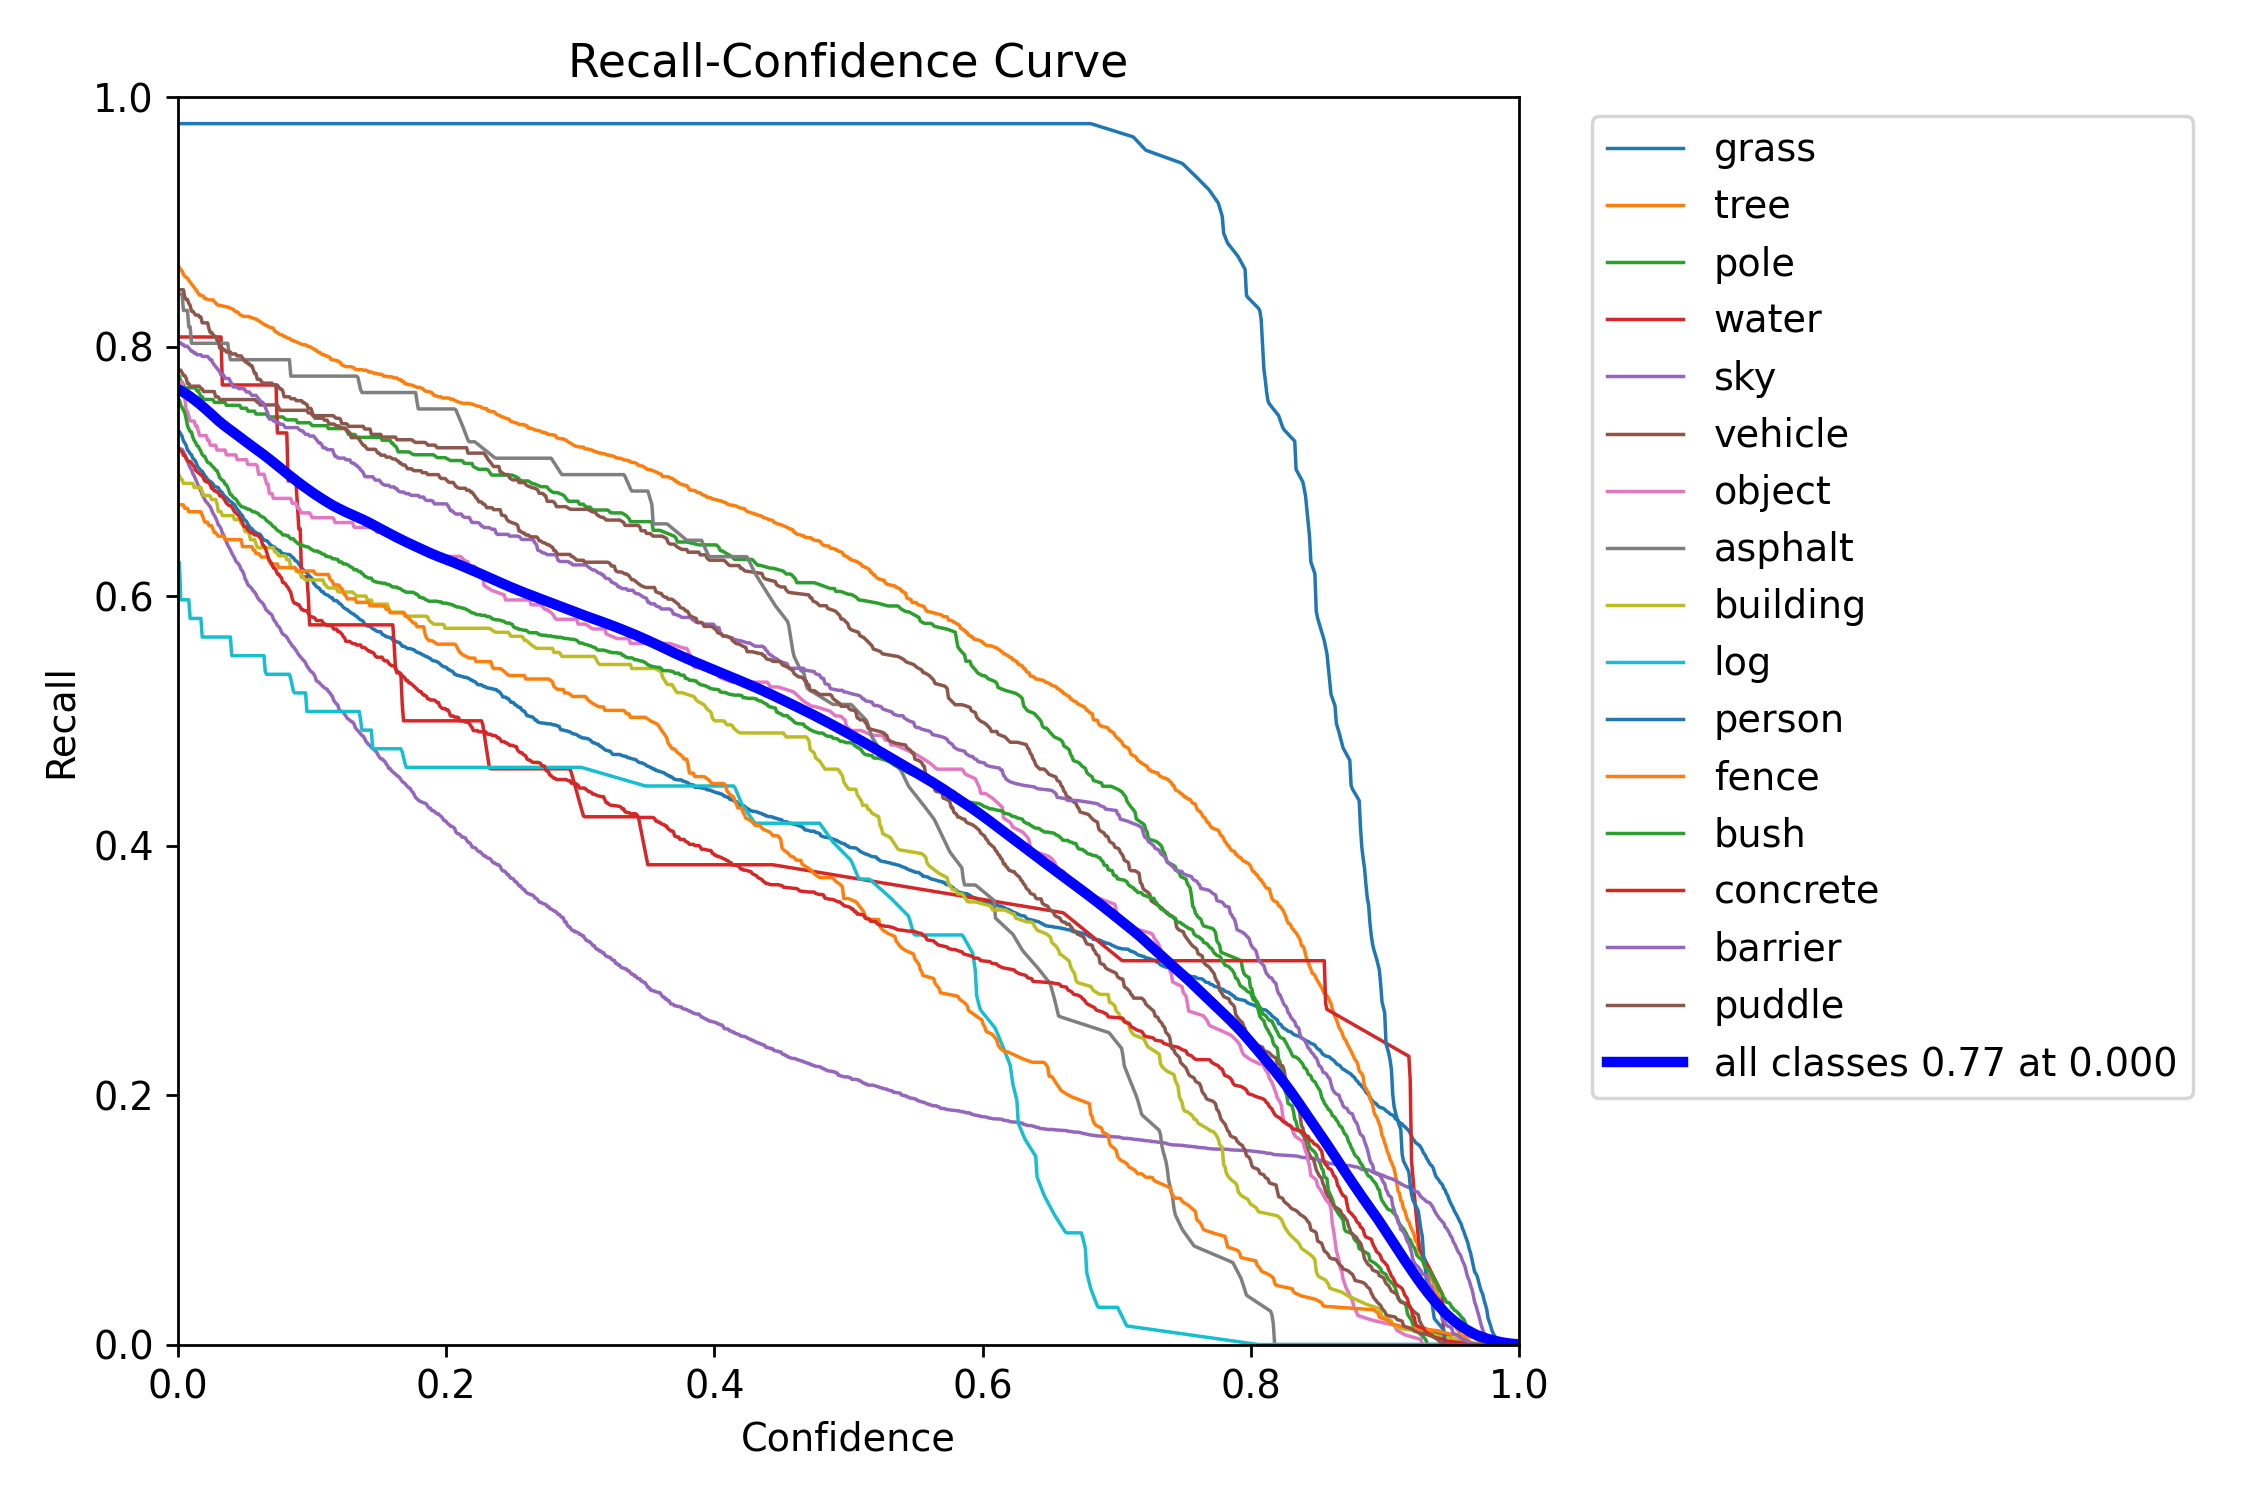 Recall-Confidence Curve
1.0
0.8
0.6
0.4
0.2
0.0
Recall
0.0 0.2 0.4 0.6 0.8 1.0
Confidence
grass
tree
pole
water
sky
vehicle
object
asphalt
building
log
person
fence
bush
concrete
barrier
puddle
all classes 0.77 at 0.000